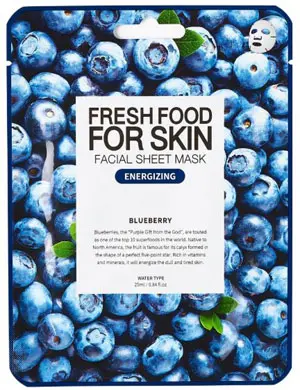 FRESH FOOD
FOR SKIN
FACIAL SHEET MASK
ENERGIZING
BLUEBERRY
Blueberries, the "Purple Gift from the God", are touted
as one of the top 10 superfoods in the world. Native to
North America, the fruit is famous for its calyx formed in
the shape of a perfect five-point star. Rich in vitamins
and minerals, it will energize the dull and tired skin.
WATER TYPE
25ml / 0.84 fl.oz